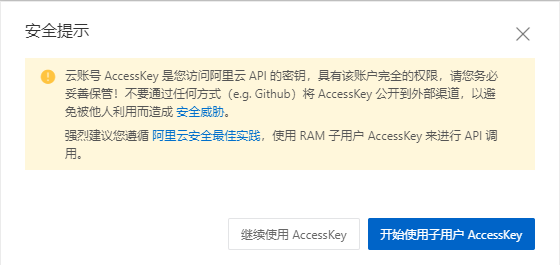 安全提示
云账号 AccessKey 是您访问阿里云 API 的密钥，具有该账户完全的权限，请您务必
妥善保管！不要通过任何方式（e.g. Github）将 AccessKey 公开到外部渠道，以避
免被他人利用而造成 安全威胁。
强烈建议您遵循 阿里云安全最佳实践，使用 RAM 子用户 AccessKey 来进行 API 调
用。
继续使用 AccessKey
开始使用子用户 AccessKey